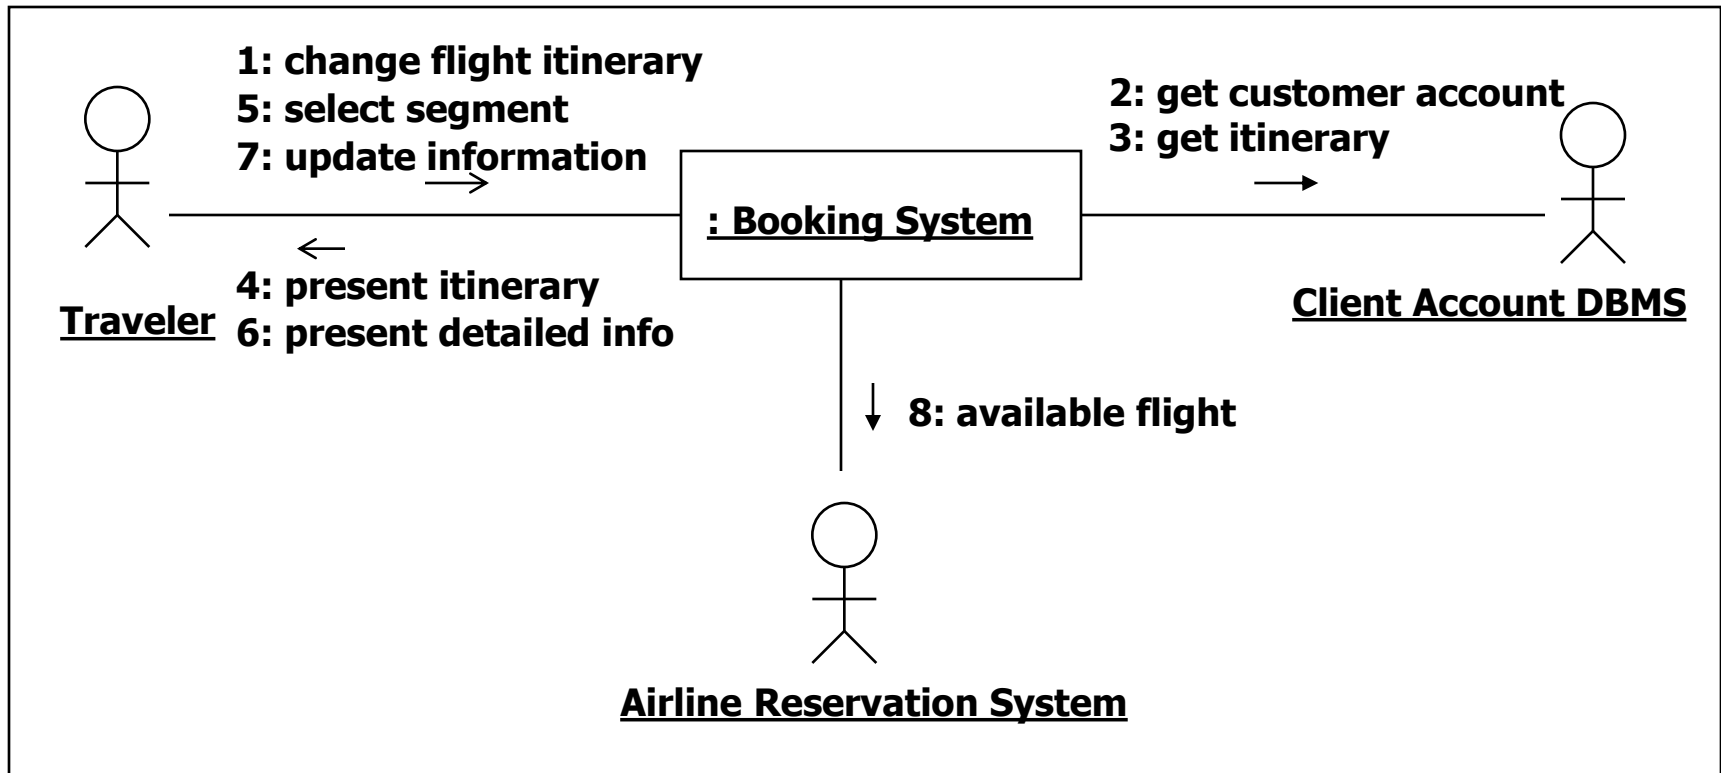 1: change flight itinerary
5: select segment
7: update information
2: get customer account
3: get itinerary
: Booking System
4: present itinerary
6: present detailed info
Traveler
Client Account DBMS
8: available flight
Airline Reservation System